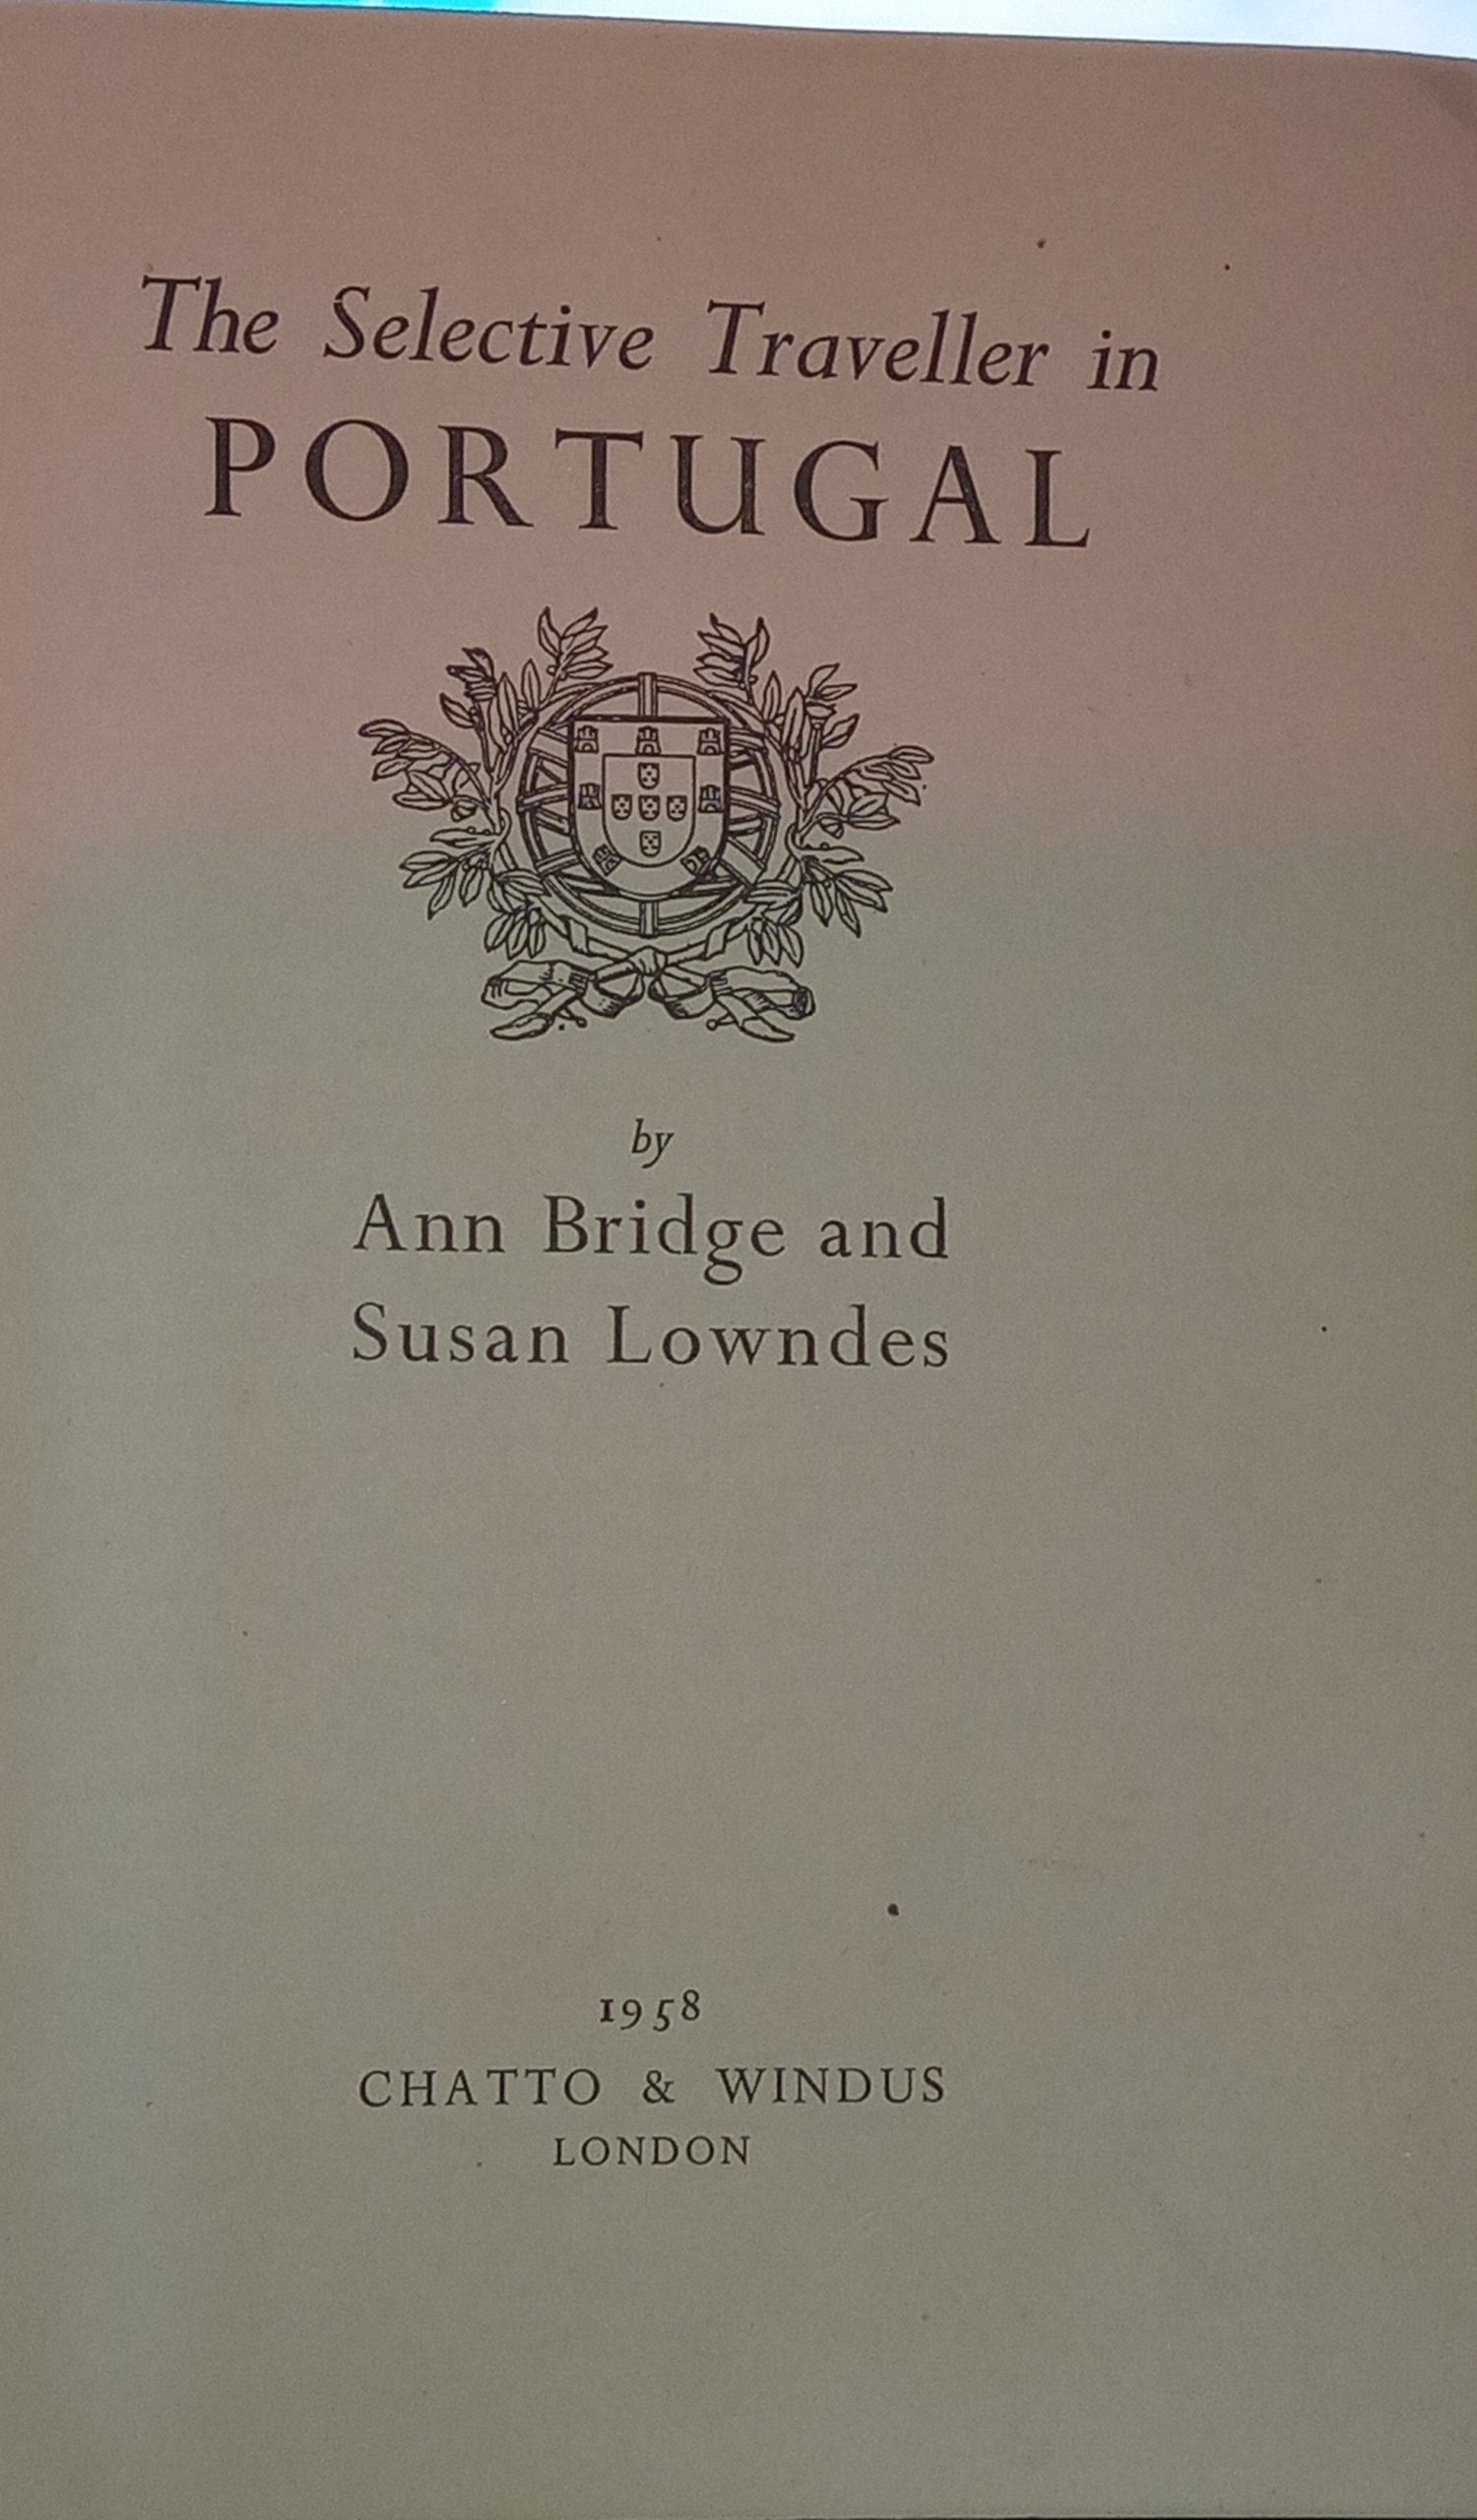 The Selective Traveller in
PORTUGAL
by
Ann Bridge and
Susan Lowndes
1958
CHATTO & WINDUS
LONDON